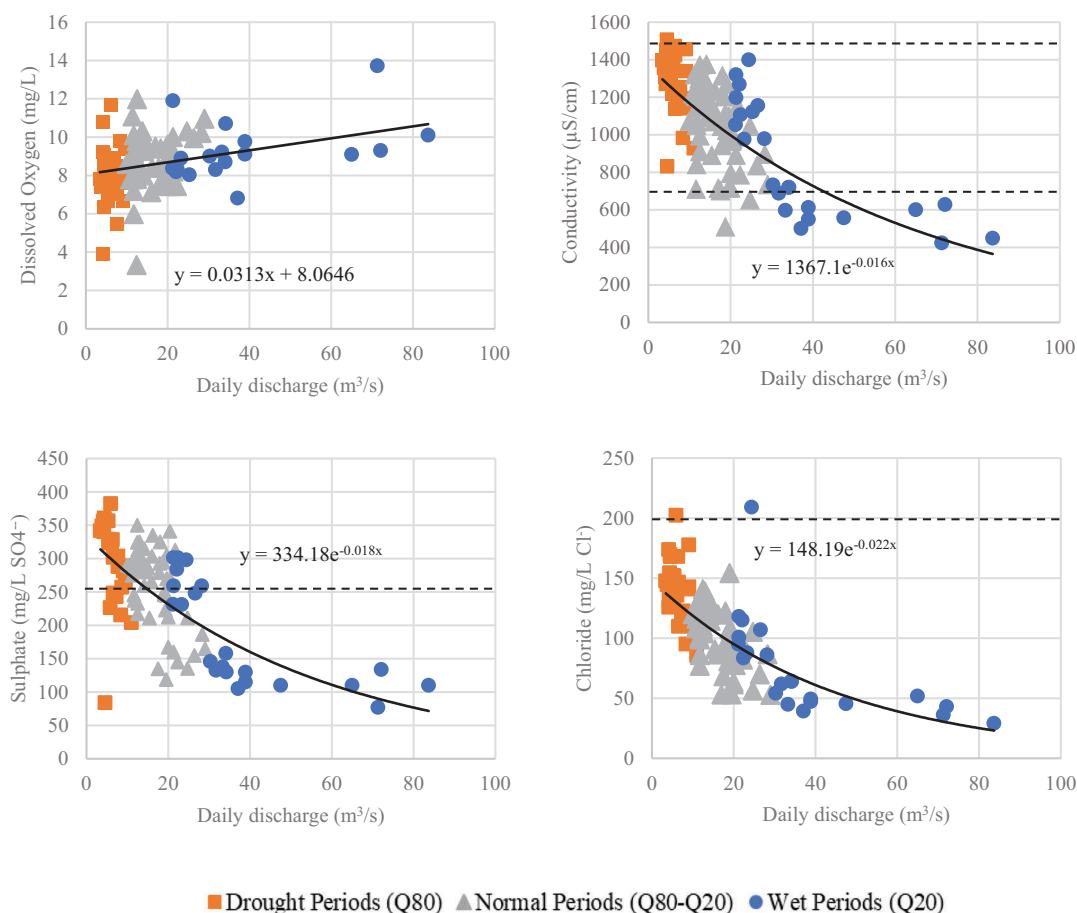 16
14
12
10
8
6
4
2
0
Dissolved Oxygen (mg/L)
y = 0.0313x + 8.0646
0 20 40 60 80 100
Daily discharge (m³/s)
1600
1400
1200
1000
800
600
400
200
0
Conductivity (µS/cm)
y = 1367.1e^-0.016x
0 20 40 60 80 100
Daily discharge (m³/s)
450
400
350
300
250
200
150
100
50
0
Sulphate (mg/L SO4⁻)
y = 334.18e^-0.018x
0 20 40 60 80 100
Daily discharge (m³/s)
250
200
150
100
50
0
Chloride (mg/L Cl⁻)
y = 148.19e^-0.022x
0 20 40 60 80 100
Daily discharge (m³/s)
Drought Periods (Q80) Normal Periods (Q80-Q20) Wet Periods (Q20)